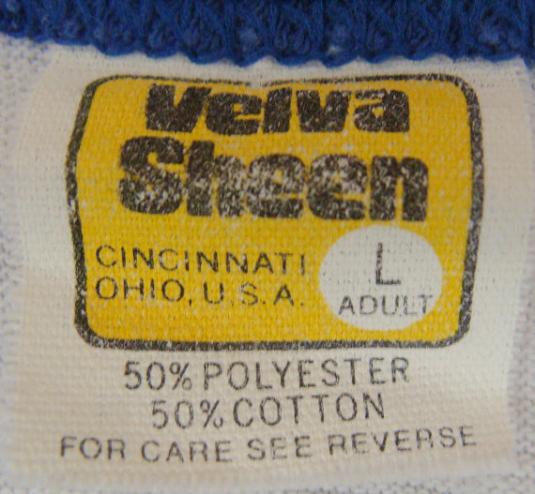 Velva
Sheen
CINCINNATI
OHIO, U.S.A.
L
ADULT
50% POLYESTER
50% COTTON
FOR CARE SEE REVERSE